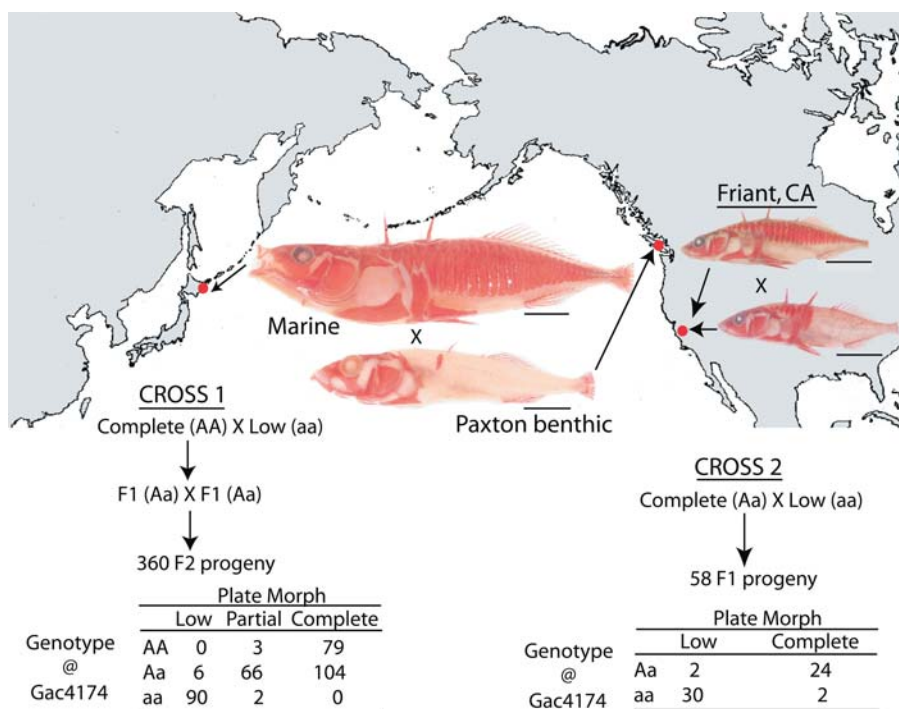 Friant, CA
X
Marine
X
Paxton benthic
CROSS 1
Complete (AA) X Low (aa)
F1 (Aa) X F1 (Aa)
360 F2 progeny
Plate Morph
Low Partial Complete
Genotype @ Gac4174
AA 0 3 79
Aa 6 66 104
aa 90 2 0
CROSS 2
Complete (Aa) X Low (aa)
58 F1 progeny
Plate Morph
Low Complete
Genotype @ Gac4174
Aa 2 24
aa 30 2